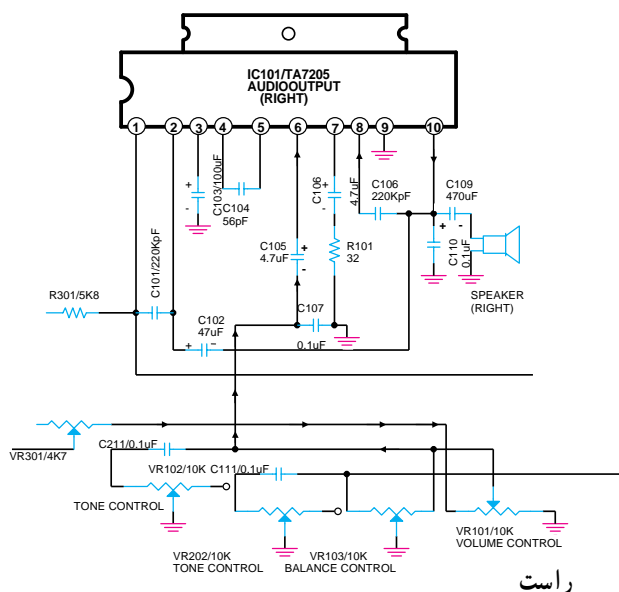 IC101/TA7205
AUDIOOUTPUT
(RIGHT)
1 2 3 4 5 6 7 8 9 10
C101/220KpF
+
-
C103/100uF
C104
56pF
C105
4.7uF
+
-
+
-
C106
R101
32
4.7uF
C106
220KpF
C109
470uF
+
-
C110
0.1uF
SPEAKER
(RIGHT)
R301/5K8
C102
47uF
+
-
C107
0.1uF
VR301/4K7
C211/0.1uF
VR102/10K
TONE CONTROL
C111/0.1uF
VR202/10K
TONE CONTROL
VR103/10K
BALANCE CONTROL
VR101/10K
VOLUME CONTROL
راست